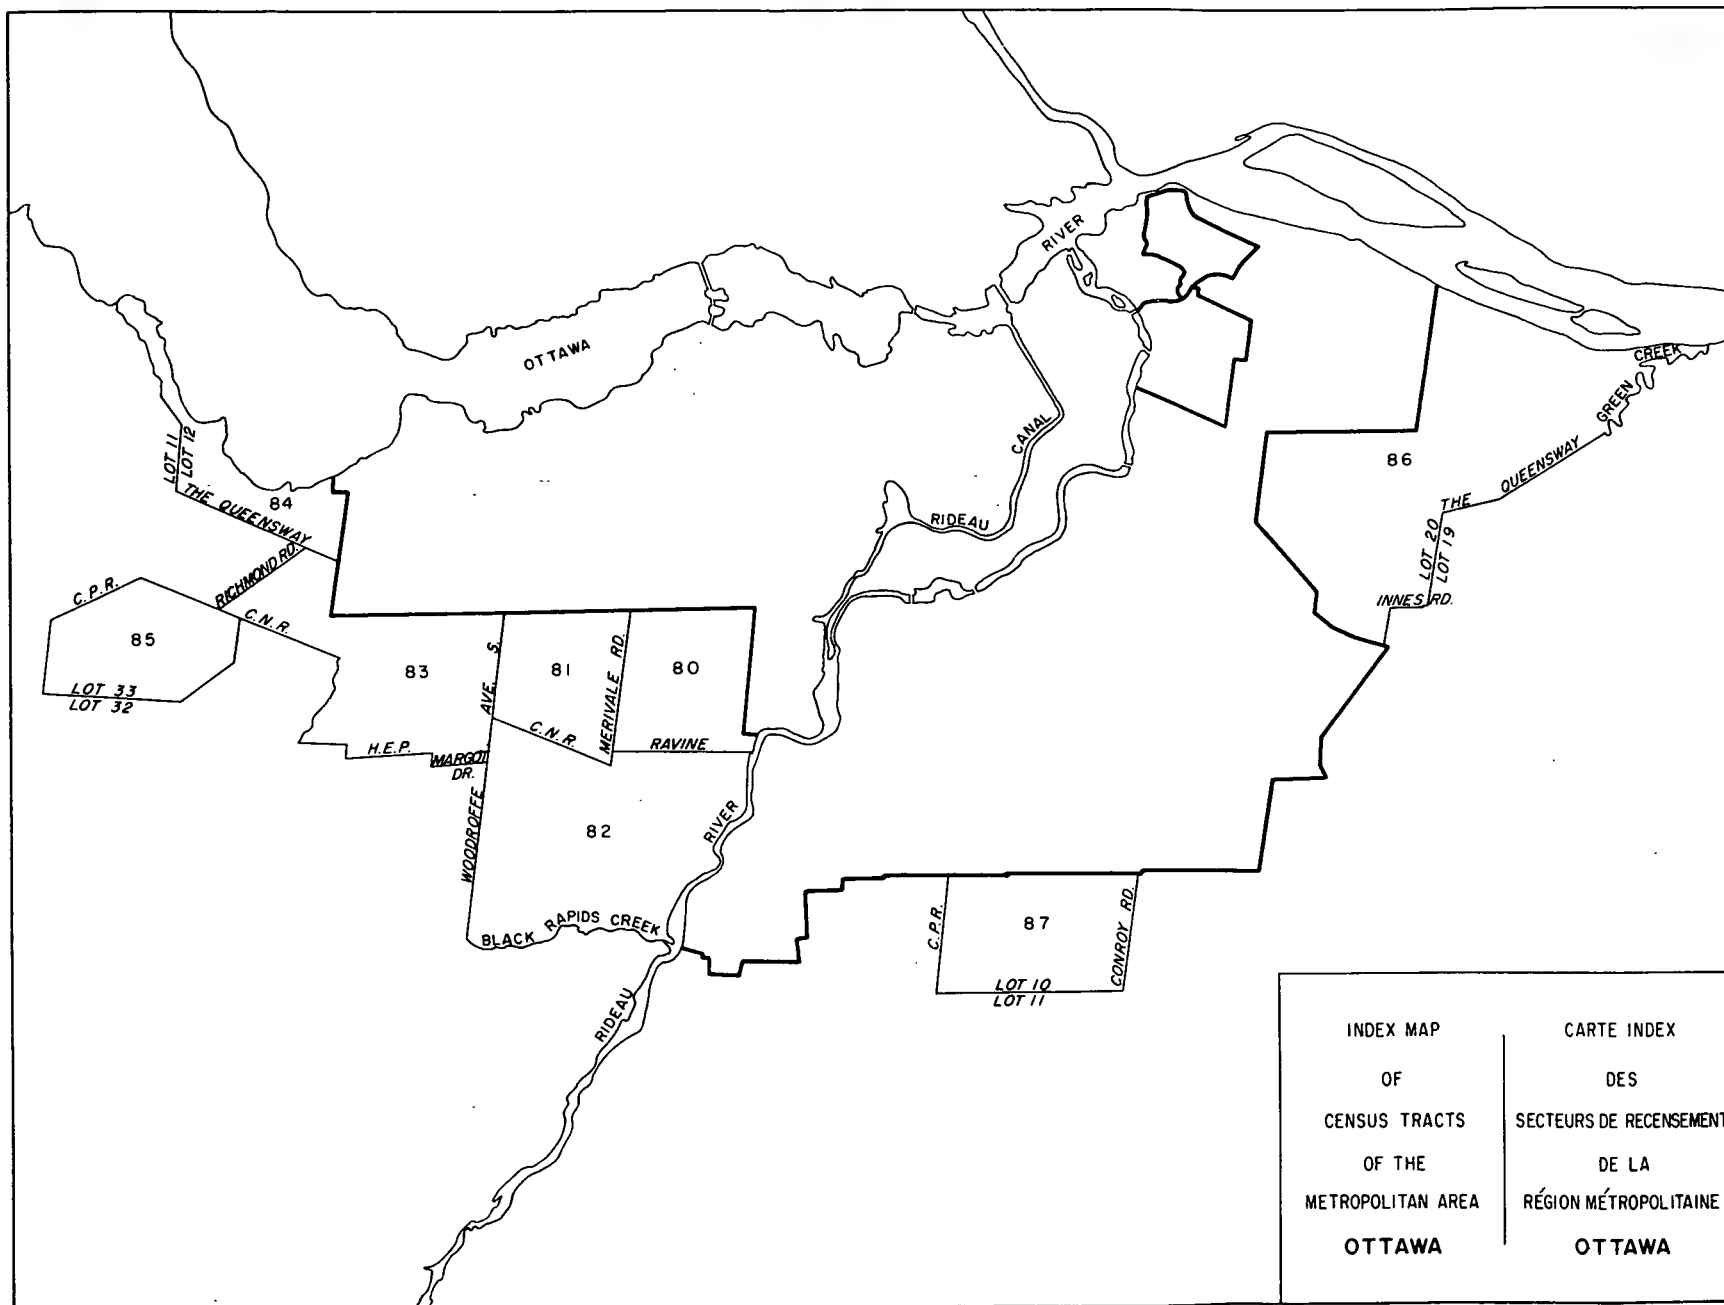 RIVER
OTTAWA
CREEK
GREEN
CANAL
LOT 11
LOT 12
86
THE QUEENSWAY
84
THE QUEENSWAY
RIDEAU
RICHMOND RD.
LOT 20
LOT 19
C.P.R.
INNES RD.
C.N.R.
85
83
AVE. S.
81
MERIVALE RD.
80
LOT 33
LOT 32
C.N.R.
RAVINE
H.E.P.
MARGOT
DR.
WOODROFFE
82
RIVER
BLACK RAPIDS CREEK
C.P.R.
87
CONROY RD.
LOT 10
LOT 11
RIDEAU
INDEX MAP
OF
CENSUS TRACTS
OF THE
METROPOLITAN AREA
OTTAWA
CARTE INDEX
DES
SECTEURS DE RECENSEMENT
DE LA
RÉGION MÉTROPOLITAINE
OTTAWA